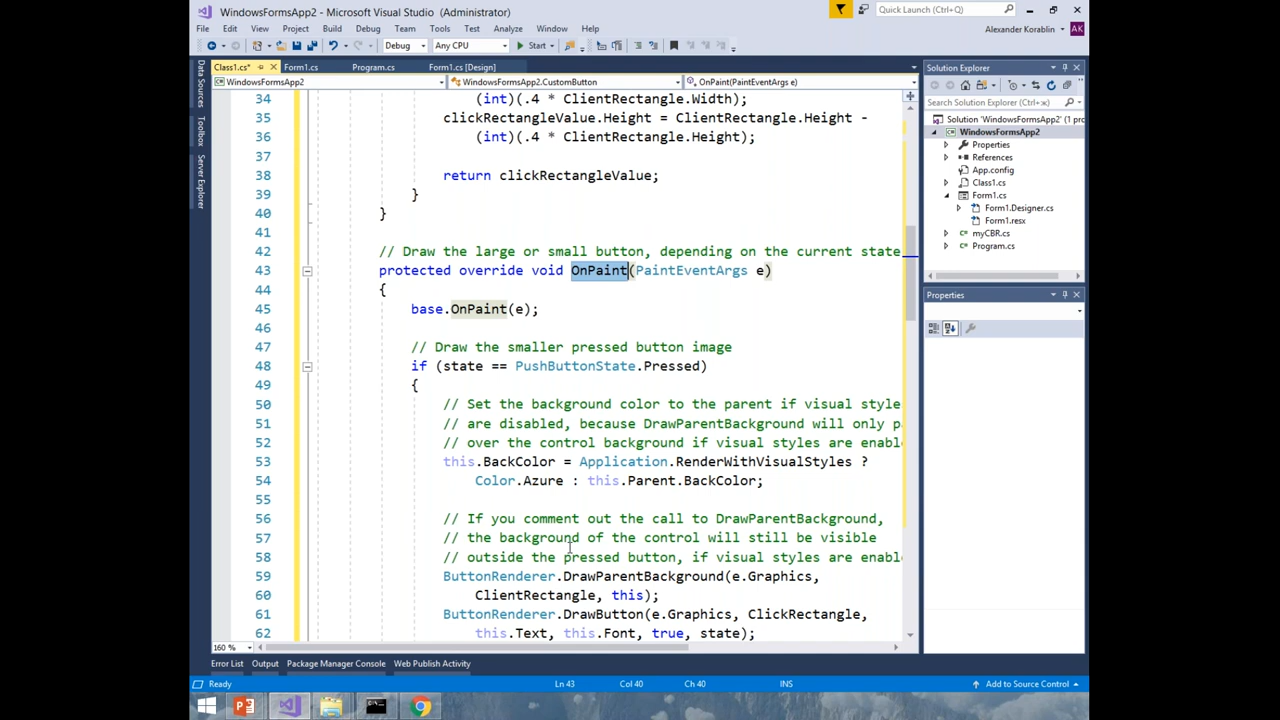 WindowsFormsApp2 - Microsoft Visual Studio (Administrator)
Quick Launch (Ctrl+Q)
File Edit View Project Build Debug Team Tools Test Analyze Window Help
Alexander Korablin AK
Debug Any CPU Start
Class1.cs* Form1.cs Program.cs Form1.cs [Design]
WindowsFormsApp2 WindowsFormsApp2.CustomButton OnPaint(PaintEventArgs e)
Data Sources
Toolbox
Server Explorer
34 (int)(.4 * ClientRectangle.Width);
35 clickRectangleValue.Height = ClientRectangle.Height -
36 (int)(.4 * ClientRectangle.Height);
37
38 return clickRectangleValue;
39 }
40 }
41
42 // Draw the large or small button, depending on the current state
43 protected override void OnPaint(PaintEventArgs e)
44 {
45 base.OnPaint(e);
46
47 // Draw the smaller pressed button image
48 if (state == PushButtonState.Pressed)
49 {
50 // Set the background color to the parent if visual styles
51 // are disabled, because DrawParentBackground will only p
52 // over the control background if visual styles are enabl
53 this.BackColor = Application.RenderWithVisualStyles ?
54 Color.Azure : this.Parent.BackColor;
55
56 // If you comment out the call to DrawParentBackground,
57 // the background of the control will still be visible
58 // outside the pressed button, if visual styles are enabl
59 ButtonRenderer.DrawParentBackground(e.Graphics,
60 ClientRectangle, this);
61 ButtonRenderer.DrawButton(e.Graphics, ClickRectangle,
62 this.Text, this.Font, true, state);
160 %
Solution Explorer
Search Solution Explorer (Ctrl+;)
Solution 'WindowsFormsApp2' (1 pro
WindowsFormsApp2
Properties
References
App.config
Class1.cs
Form1.cs
Form1.Designer.cs
Form1.resx
myCBR.cs
Program.cs
Properties
Error List Output Package Manager Console Web Publish Activity
Ready Ln 43 Col 40 Ch 40 INS Add to Source Control